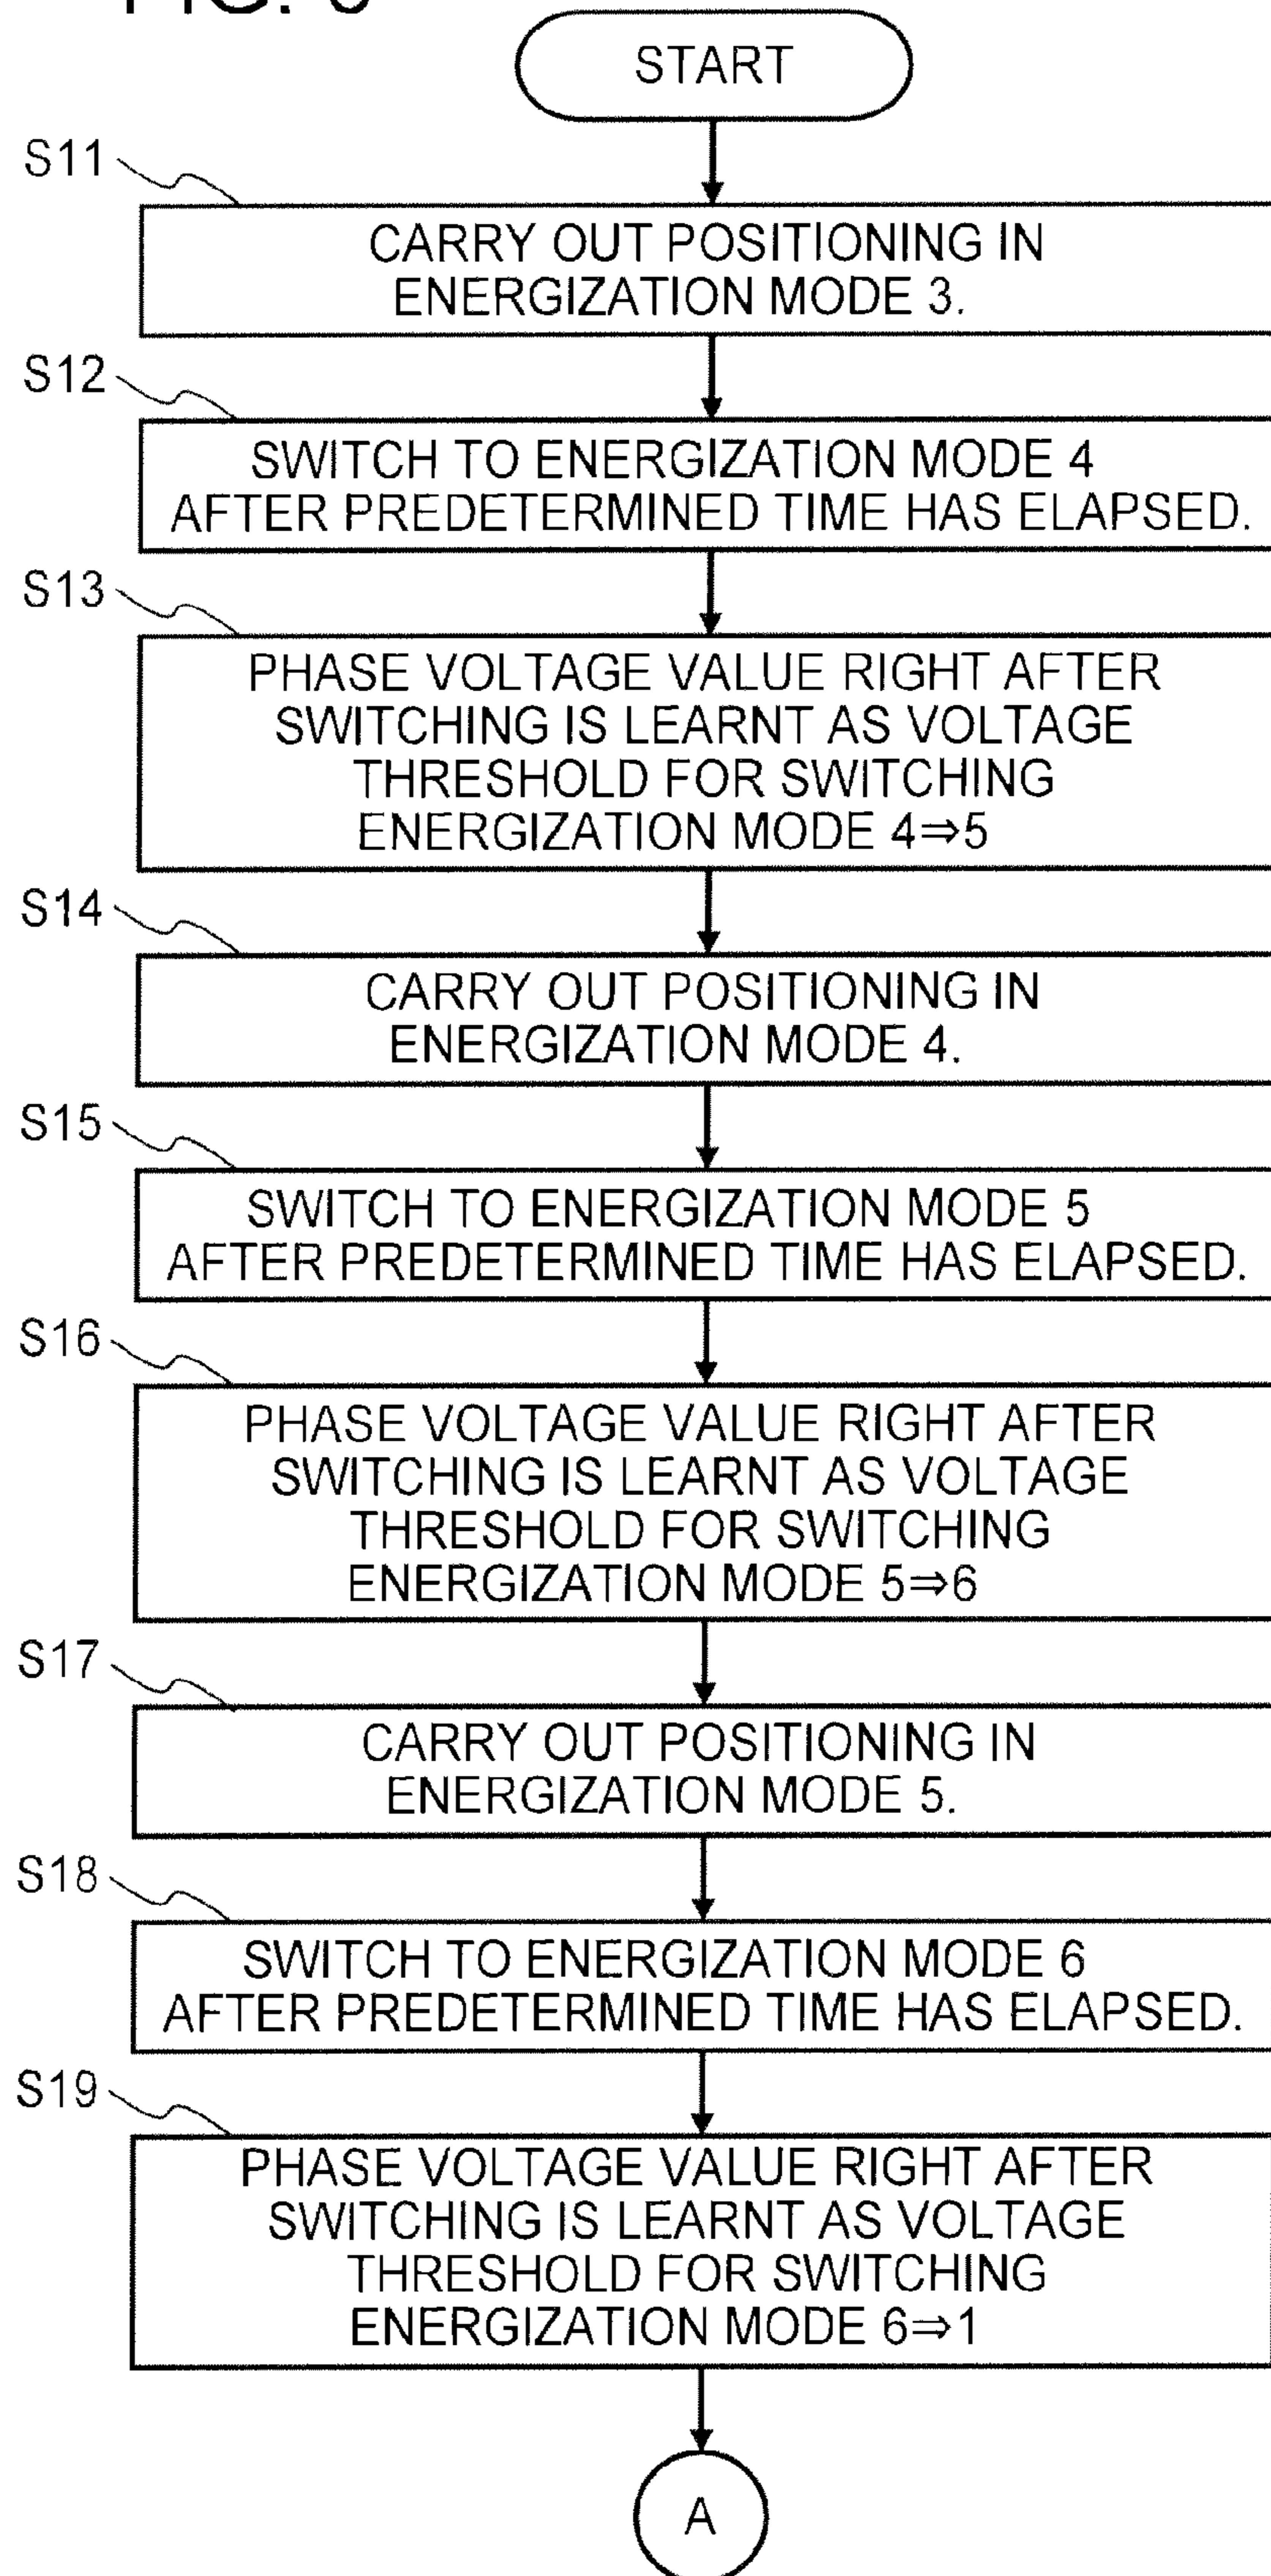 FIG.
START
S11
CARRY OUT POSITIONING IN
ENERGIZATION MODE 3.
S12
SWITCH TO ENERGIZATION MODE 4
AFTER PREDETERMINED TIME HAS ELAPSED.
S13
PHASE VOLTAGE VALUE RIGHT AFTER
SWITCHING IS LEARNT AS VOLTAGE
THRESHOLD FOR SWITCHING
ENERGIZATION MODE 4⇒5
S14
CARRY OUT POSITIONING IN
ENERGIZATION MODE 4.
S15
SWITCH TO ENERGIZATION MODE 5
AFTER PREDETERMINED TIME HAS ELAPSED.
S16
PHASE VOLTAGE VALUE RIGHT AFTER
SWITCHING IS LEARNT AS VOLTAGE
THRESHOLD FOR SWITCHING
ENERGIZATION MODE 5⇒6
S17
CARRY OUT POSITIONING IN
ENERGIZATION MODE 5.
S18
SWITCH TO ENERGIZATION MODE 6
AFTER PREDETERMINED TIME HAS ELAPSED.
S19
PHASE VOLTAGE VALUE RIGHT AFTER
SWITCHING IS LEARNT AS VOLTAGE
THRESHOLD FOR SWITCHING
ENERGIZATION MODE 6⇒1
A